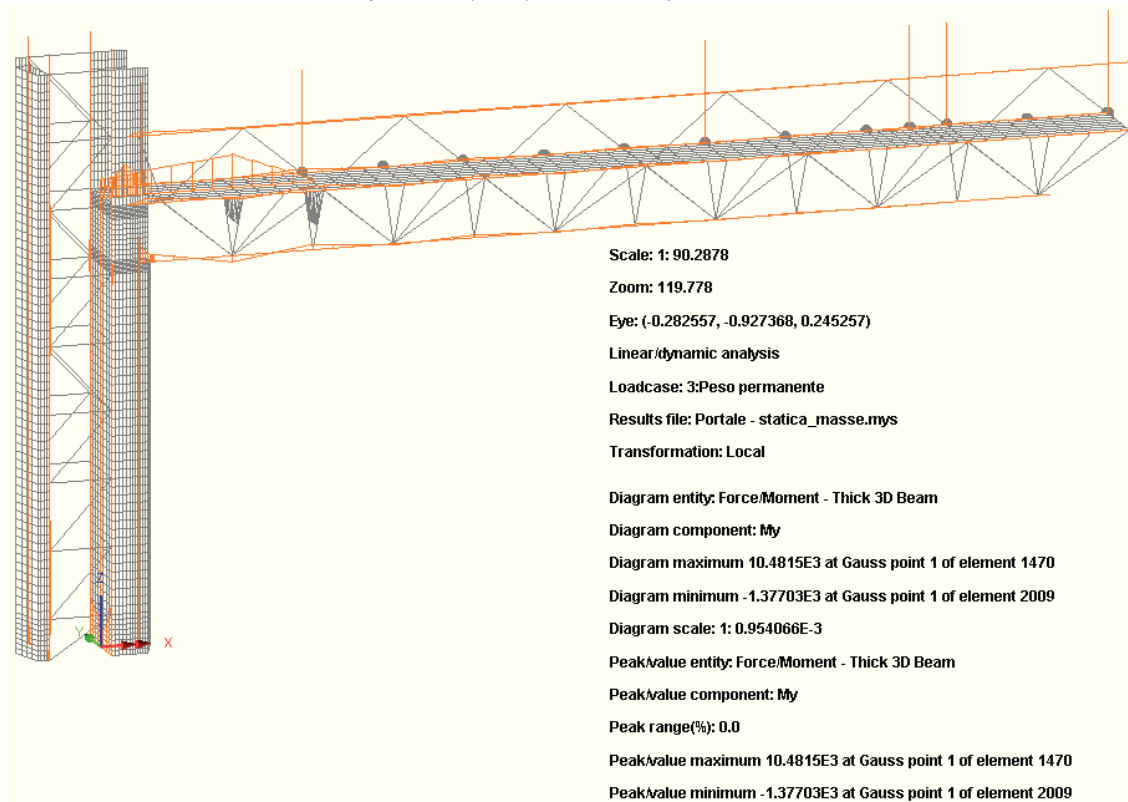 Scale: 1: 90.2878
Zoom: 119.778
Eye: (-0.282557, -0.927368, 0.245257)
Linear/dynamic analysis
Loadcase: 3:Peso permanente
Results file: Portale - statica_masse.mys
Transformation: Local
Diagram entity: Force/Moment - Thick 3D Beam
Diagram component: My
Diagram maximum 10.4815E3 at Gauss point 1 of element 1470
Diagram minimum -1.37703E3 at Gauss point 1 of element 2009
Diagram scale: 1: 0.954066E-3
Z
Y
X
Peak/value entity: Force/Moment - Thick 3D Beam
Peak/value component: My
Peak range(%): 0.0
Peak/value maximum 10.4815E3 at Gauss point 1 of element 1470
Peak/value minimum -1.37703E3 at Gauss point 1 of element 2009